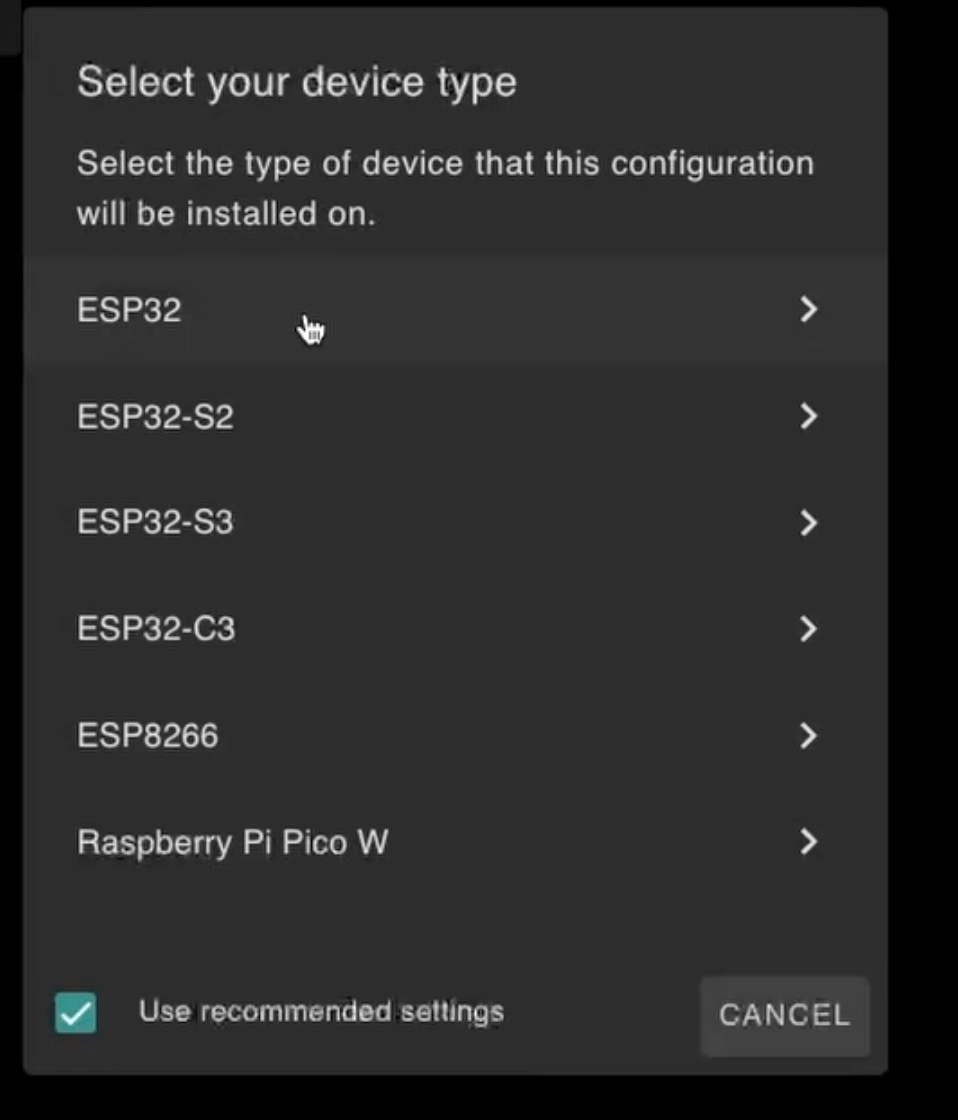 Select your device type
Select the type of device that this configuration
will be installed on.
ESP32
ESP32-S2
ESP32-S3
ESP32-C3
ESP8266
Raspberry Pi Pico W
Use recommended settings
CANCEL